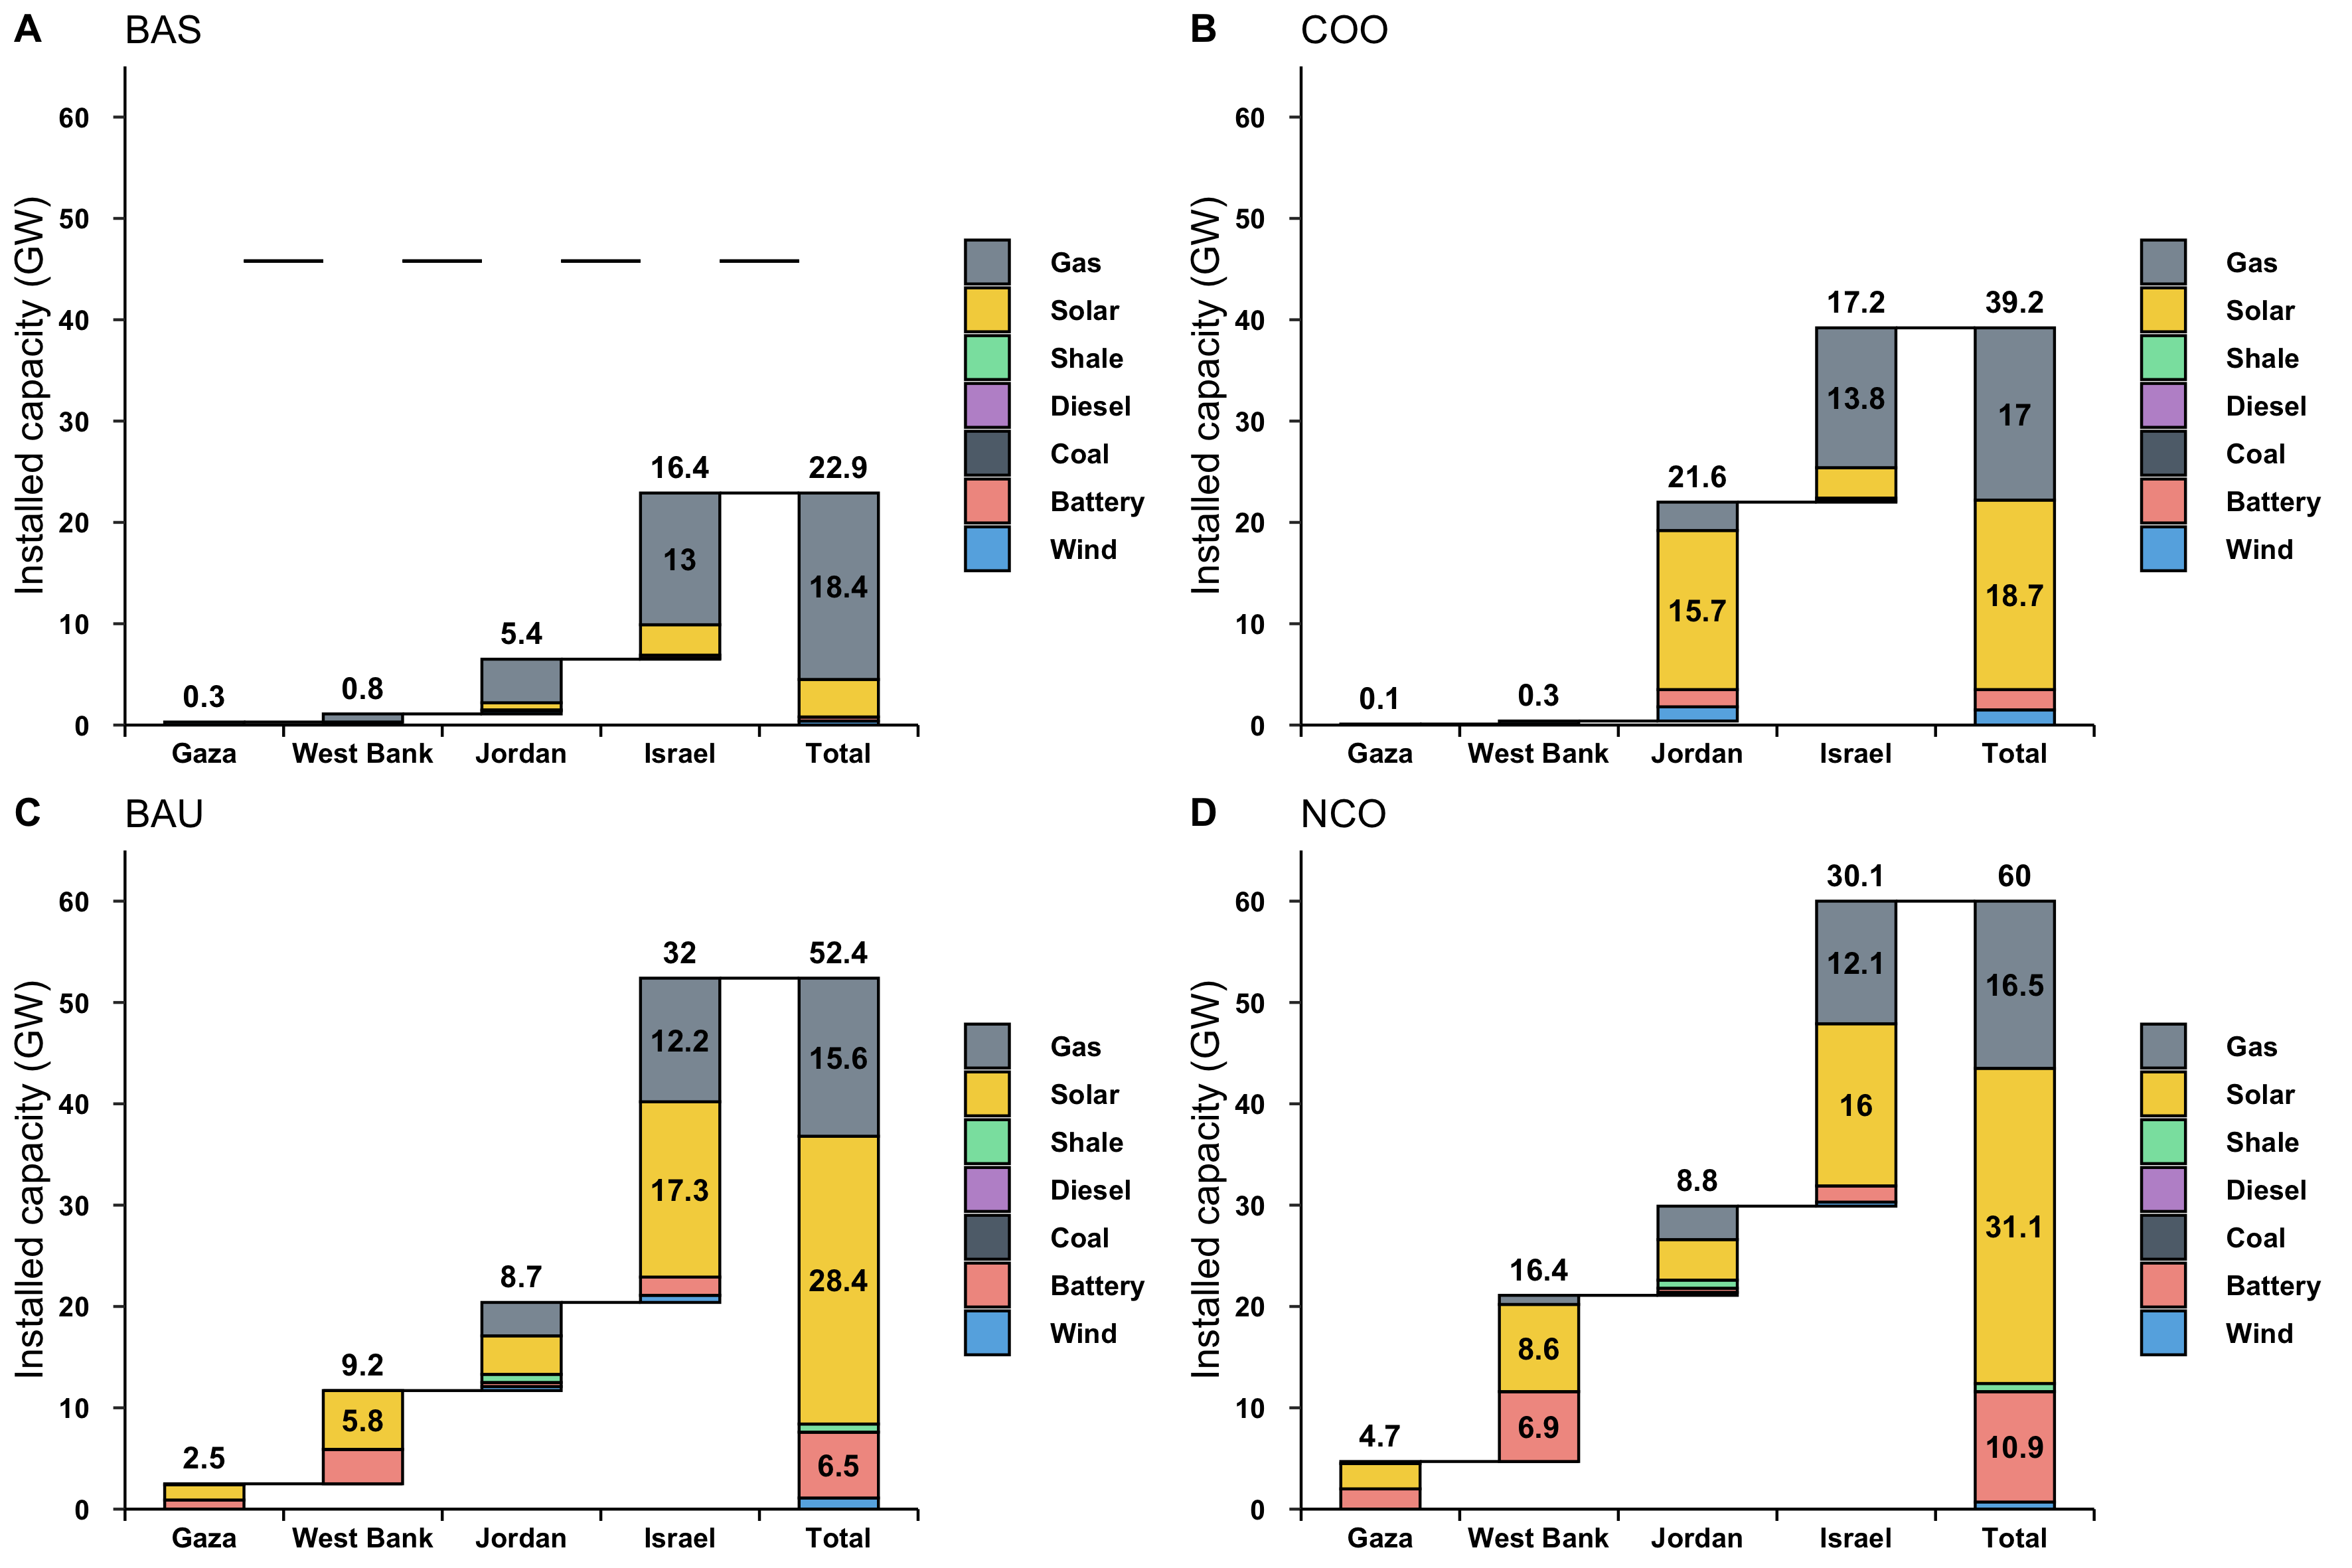 A BAS
Installed capacity (GW)
60
50
40
30
20
10
0
0.3
0.8
5.4
16.4
22.9
13
18.4
Gaza West Bank Jordan Israel Total
Gas
Solar
Shale
Diesel
Coal
Battery
Wind
B COO
Installed capacity (GW)
60
50
40
30
20
10
0
0.1
0.3
21.6
17.2
39.2
13.8
17
15.7
18.7
Gaza West Bank Jordan Israel Total
Gas
Solar
Shale
Diesel
Coal
Battery
Wind
C BAU
Installed capacity (GW)
60
50
40
30
20
10
0
2.5
9.2
8.7
32
52.4
12.2
15.6
17.3
28.4
5.8
6.5
Gaza West Bank Jordan Israel Total
Gas
Solar
Shale
Diesel
Coal
Battery
Wind
D NCO
Installed capacity (GW)
60
50
40
30
20
10
0
4.7
16.4
8.8
30.1
60
12.1
16.5
16
31.1
8.6
6.9
10.9
Gaza West Bank Jordan Israel Total
Gas
Solar
Shale
Diesel
Coal
Battery
Wind